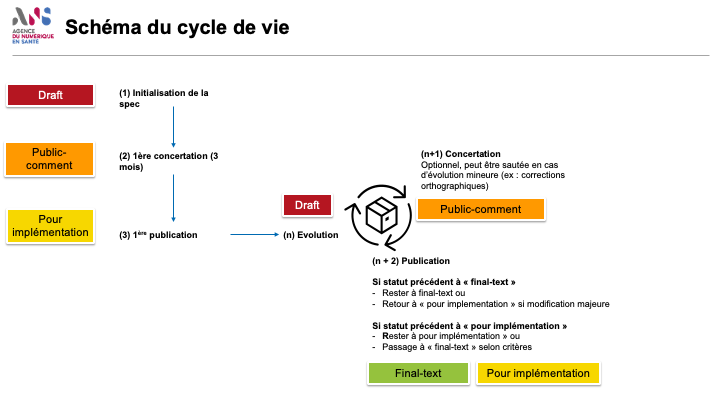 AGENCE
DU NUMÉRIQUE
EN SANTÉ
Schéma du cycle de vie
Draft
(1) Initialisation de la
spec
Public-
comment
(2) 1ère concertation (3
mois)
Pour
implémentation
(3) 1ère publication
Draft
(n) Evolution
(n+1) Concertation
Optionnel, peut être sautée en cas
d'évolution mineure (ex : corrections
orthographiques)
Public-comment
(n + 2) Publication
Si statut précédent à « final-text »
- Rester à final-text ou
- Retour à « pour implementation » si modification majeure
Si statut précédent à « pour implémentation »
- Rester à pour implémentation » ou
- Passage à « final-text » selon critères
Final-text
Pour implémentation